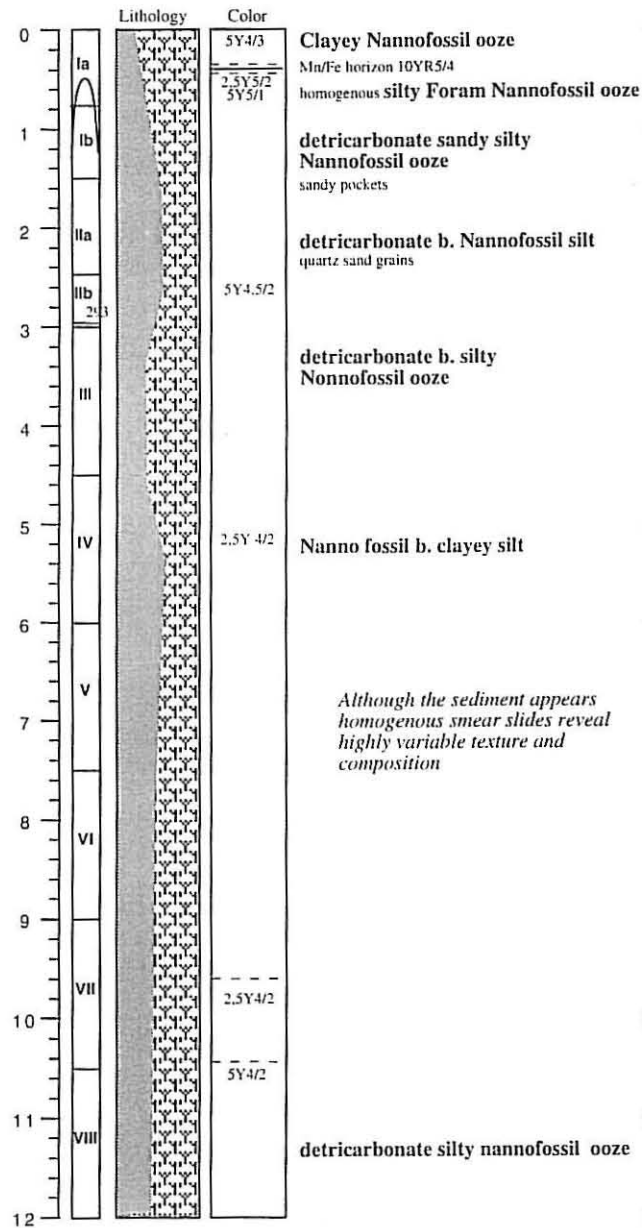 Lithology Color
0 5Y4/3 Clayey Nannofossil ooze
Ia Mn/Fe horizon 10YR5/4
2,5Y5/2
5Y5/1 homogenous silty Foram Nannofossil ooze
1
Ib detricarbonate sandy silty
Nannofossil ooze
sandy pockets
2 IIa detricarbonate b. Nannofossil silt
quartz sand grains
IIb 5Y4.5/2
293
3
detricarbonate b. silty
Nonnofossil ooze
III
4
5
IV 2,5Y 4/2 Nanno fossil b. clayey silt
6
V
Although the sediment appears
7 homogenous smear slides reveal
highly variable texture and
composition
8
VI
9
VII
2,5Y4/2
10
5Y4/2
11
VIII
detricarbonate silty nannofossil ooze
12